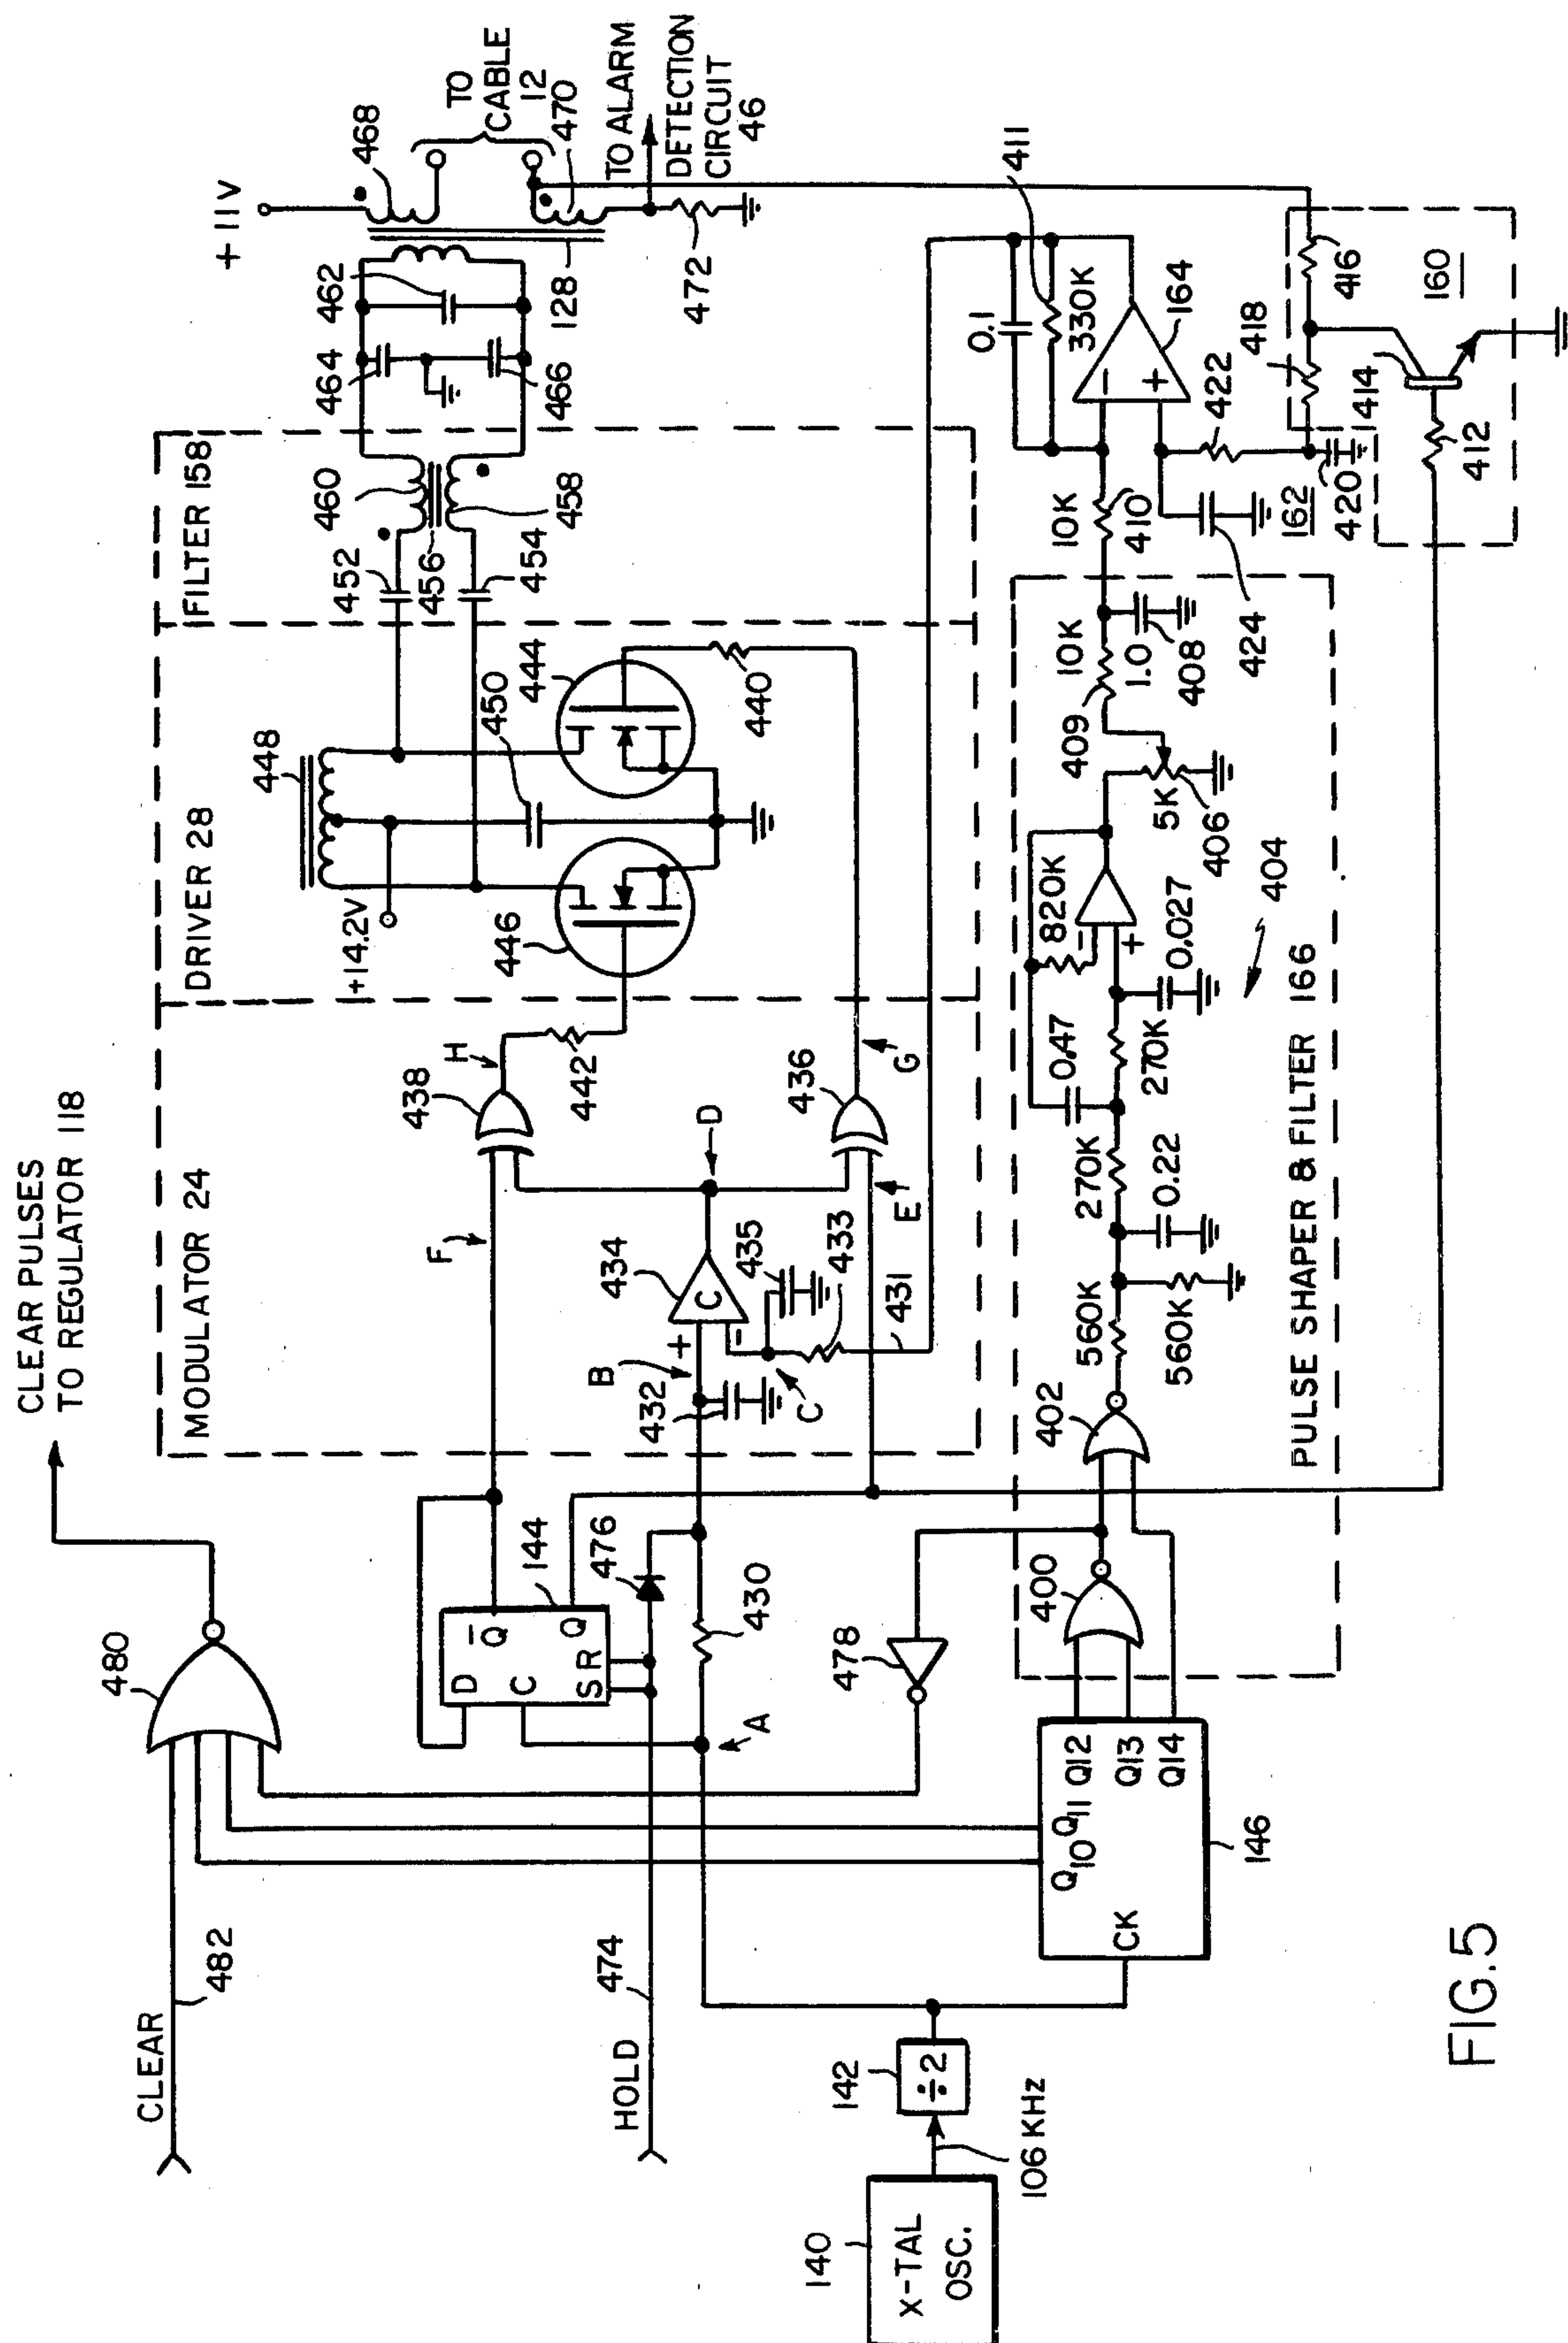 CLEAR PULSES
TO REGULATOR 118
CLEAR
482
480
HOLD
474
X-TAL
OSC.
140
106 KHz
142
÷2
A
D
Q̅
C
Q
S R
144
476
430
478
CK
Q10
Q11
Q12
Q13
Q14
146
MODULATOR 24
F
438
H
442
B
432
+
-
C
434
435
C
D
433
431
E
436
G
DRIVER 28
+14.2V
448
446
450
444
440
FILTER 158
452
456
454
460
458
464
466
462
128
+11V
468
TO
CABLE
12
470
TO ALARM
DETECTION
CIRCUIT
46
472
400
402
560K
560K
0.22
270K
0.47
270K
0.027
820K
-
+
404
5K
406
409
10K
1.0
408
PULSE SHAPER & FILTER 166
10K
410
424
0.1
330K
411
-
+
164
422
162
420
418
416
414
412
160
FIG.5